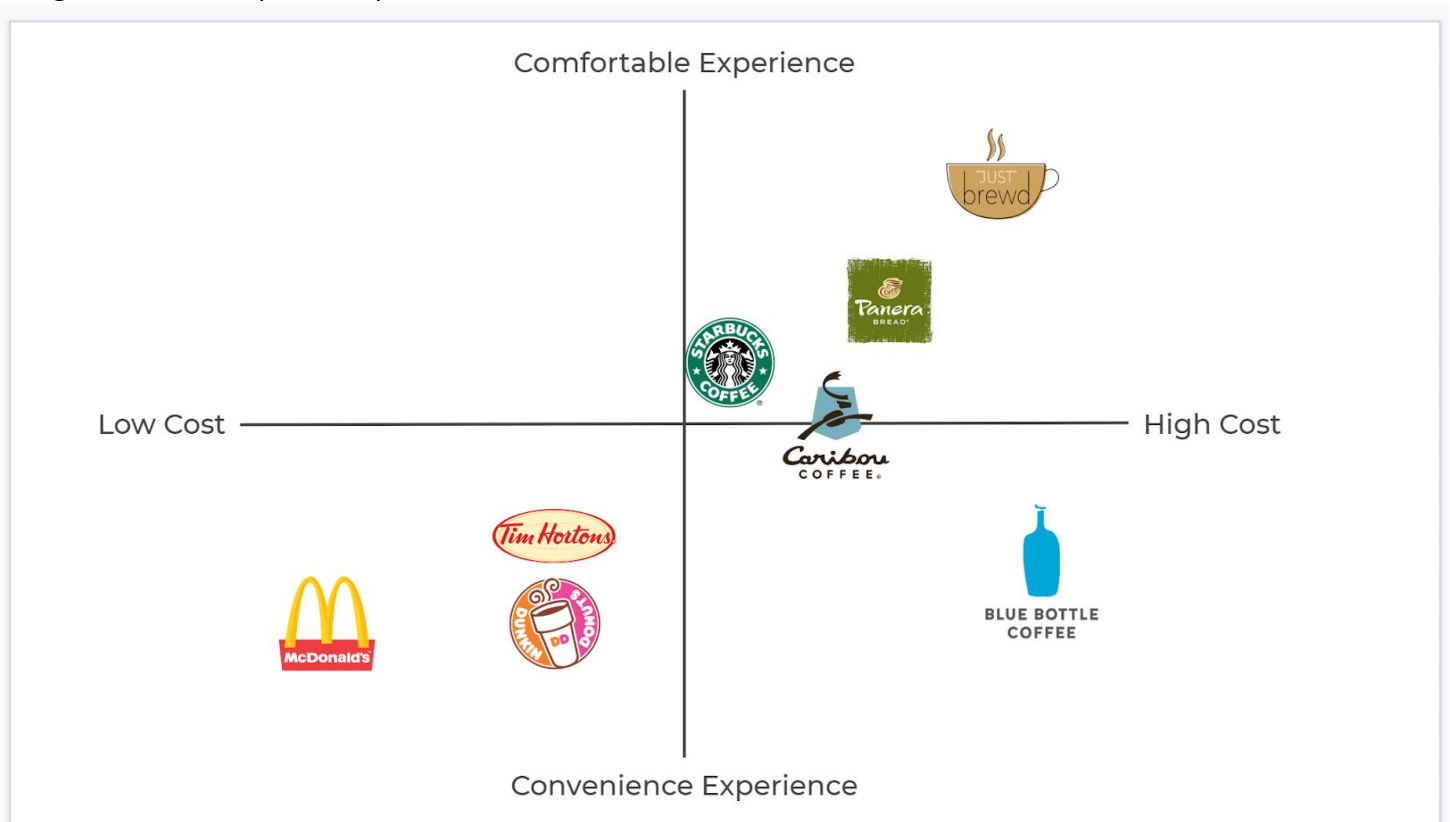 Comfortable Experience
JUST
brewd
Panera
BREAD®
STARBUCKS
COFFEE
®
Low Cost
High Cost
Caribou
COFFEE®
Tim Hortons
BLUE BOTTLE
COFFEE
McDonald's
DUNKIN'
DONUTS
DD
Convenience Experience